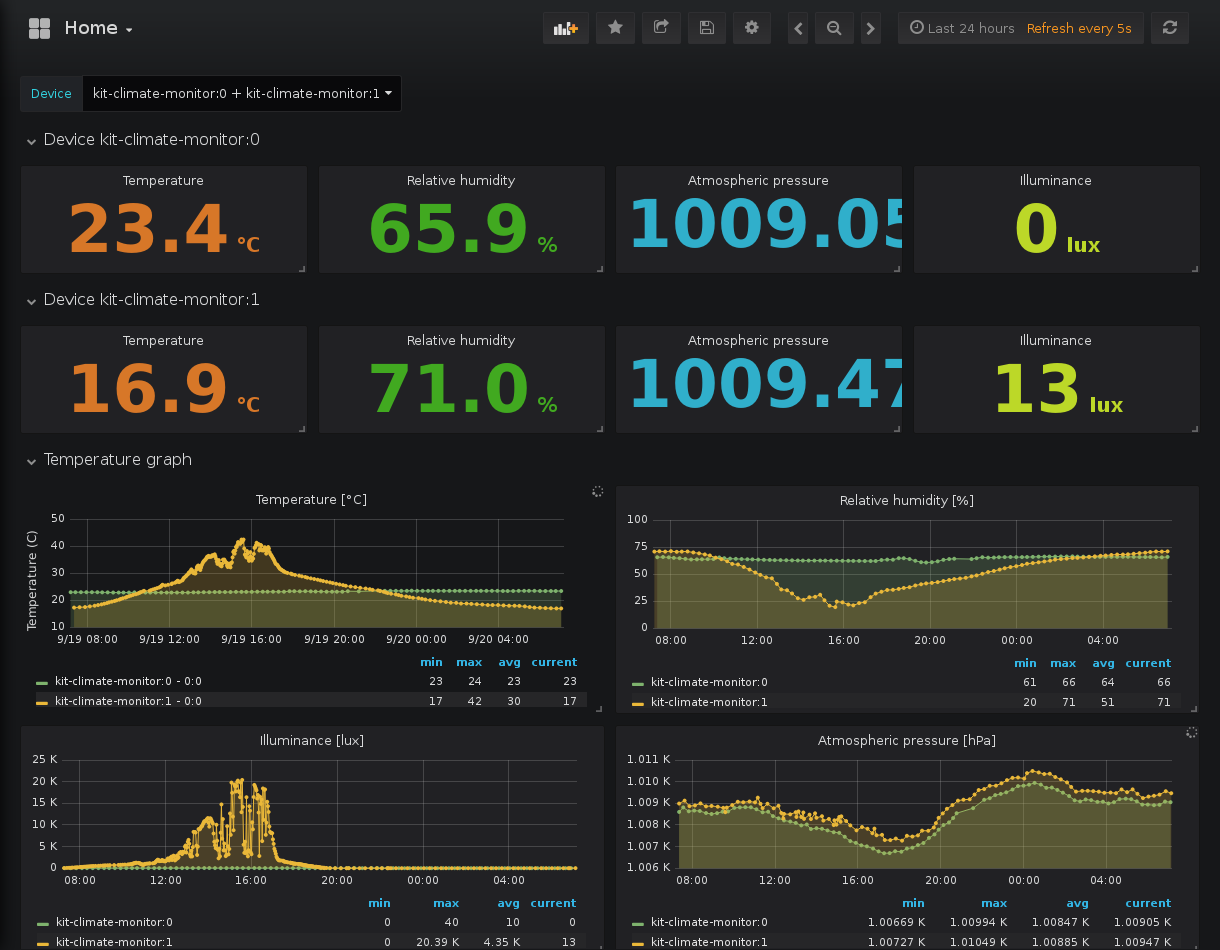 Home
Last 24 hours Refresh every 5s
Device kit-climate-monitor:0 + kit-climate-monitor:1
Device kit-climate-monitor:0
Temperature Relative humidity Atmospheric pressure Illuminance
23.4 °C 65.9 % 1009.05 0 lux
Device kit-climate-monitor:1
Temperature Relative humidity Atmospheric pressure Illuminance
16.9 °C 71.0 % 1009.47 13 lux
Temperature graph
Temperature [°C]
Temperature (C)
50
40
30
20
10
9/19 08:00 9/19 12:00 9/19 16:00 9/19 20:00 9/20 00:00 9/20 04:00
min max avg current
kit-climate-monitor:0 - 0:0 23 24 23 23
kit-climate-monitor:1 - 0:0 17 42 30 17
Relative humidity [%]
100
75
50
25
0
08:00 12:00 16:00 20:00 00:00 04:00
min max avg current
kit-climate-monitor:0 61 66 64 66
kit-climate-monitor:1 20 71 51 71
Illuminance [lux]
25 K
20 K
15 K
10 K
5 K
0
08:00 12:00 16:00 20:00 00:00 04:00
min max avg current
kit-climate-monitor:0 0 40 10 0
kit-climate-monitor:1 0 20.39 K 4.35 K 13
Atmospheric pressure [hPa]
1.011 K
1.010 K
1.009 K
1.008 K
1.007 K
1.006 K
08:00 12:00 16:00 20:00 00:00 04:00
min max avg current
kit-climate-monitor:0 1.00669 K 1.00994 K 1.00847 K 1.00905 K
kit-climate-monitor:1 1.00727 K 1.01049 K 1.00885 K 1.00947 K